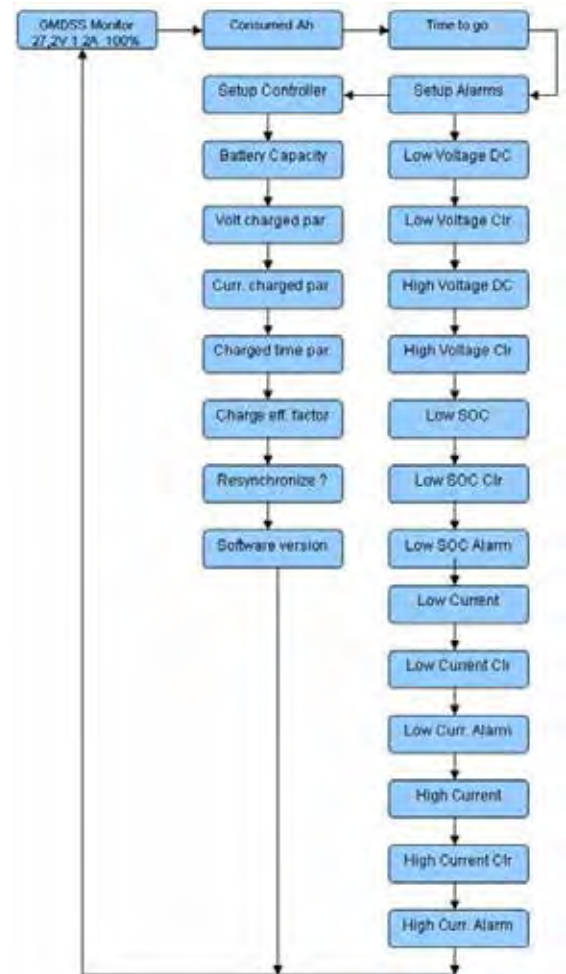 GMDSS Monitor
27,2V 1.2A 100%
Consumed Ah
Time to go
Setup Controller
Setup Alarms
Battery Capacity
Low Voltage DC
Volt charged par.
Low Voltage Clr
Curr. charged par.
High Voltage DC
Charged time par.
High Voltage Clr
Charge eff. factor
Low SOC
Resynchronize ?
Low SOC Clr
Software version
Low SOC Alarm
Low Current
Low Current Clr
Low Curr. Alarm
High Current
High Current Clr
High Curr. Alarm